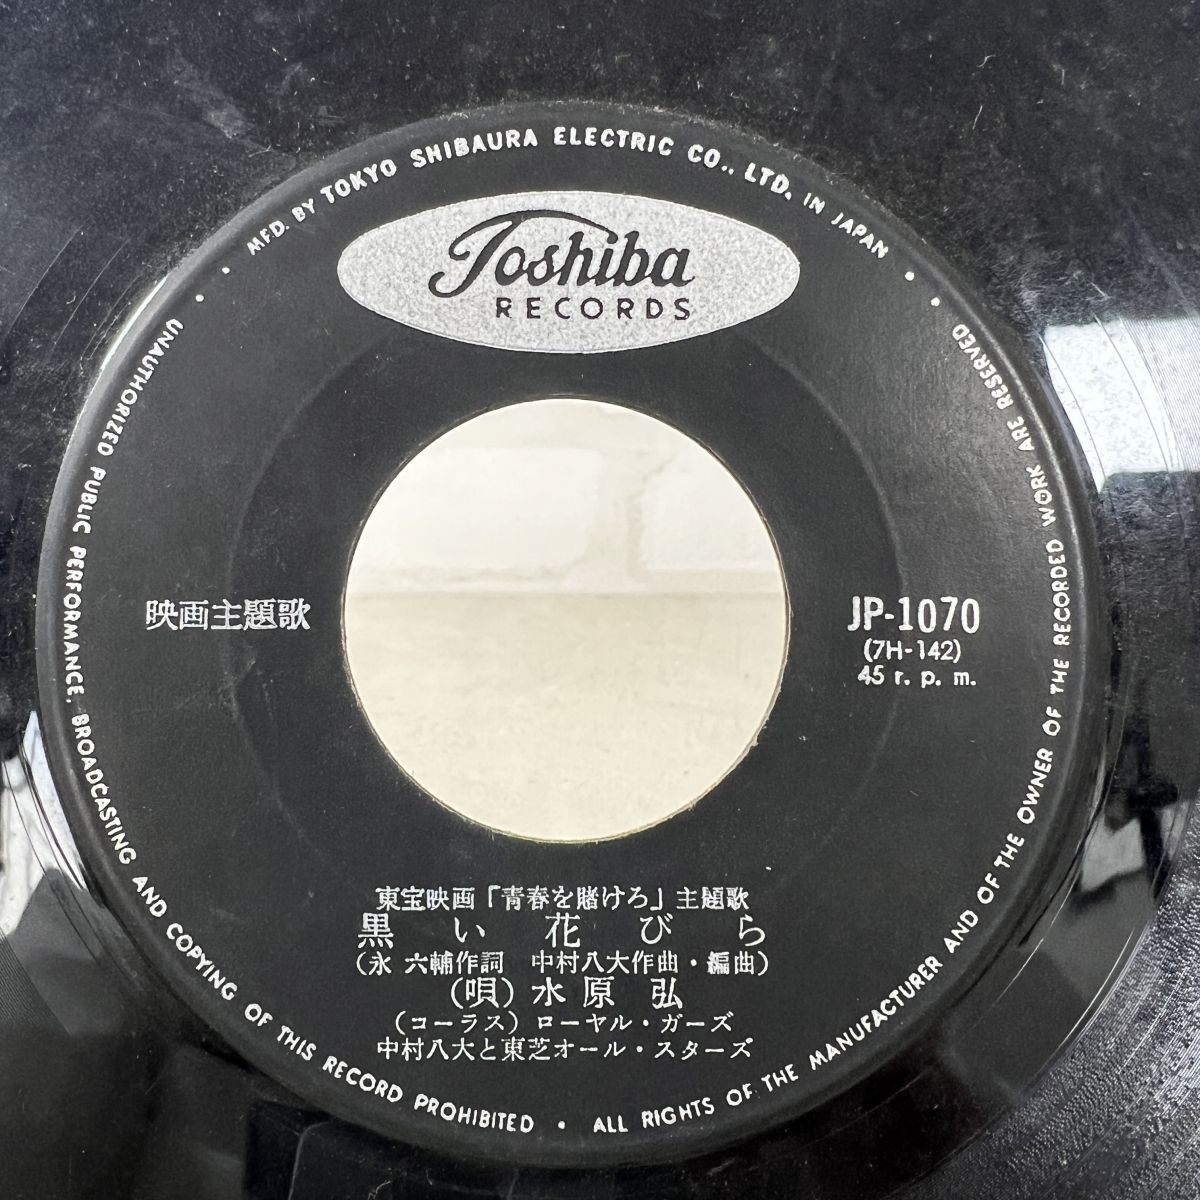 MFD. BY TOKYO SHIBAURA ELECTRIC CO., LTD. IN JAPAN
Toshiba
RECORDS
映画主題歌
JP-1070
(7H-142)
45 r. p. m.
東宝映画「青春を賭けろ」主題歌
黒い花びら
(永 六輔作詞 中村八大作曲・編曲)
(唄) 水原 弘
(コーラス) ローヤル・ガーズ
中村八大と東芝オール・スターズ
UNAUTHORIZED PUBLIC PERFORMANCE, BROADCASTING AND COPYING OF THIS RECORD PROHIBITED • ALL RIGHTS OF THE MANUFACTURER AND OF THE OWNER OF THE RECORDED WORK ARE RESERVED